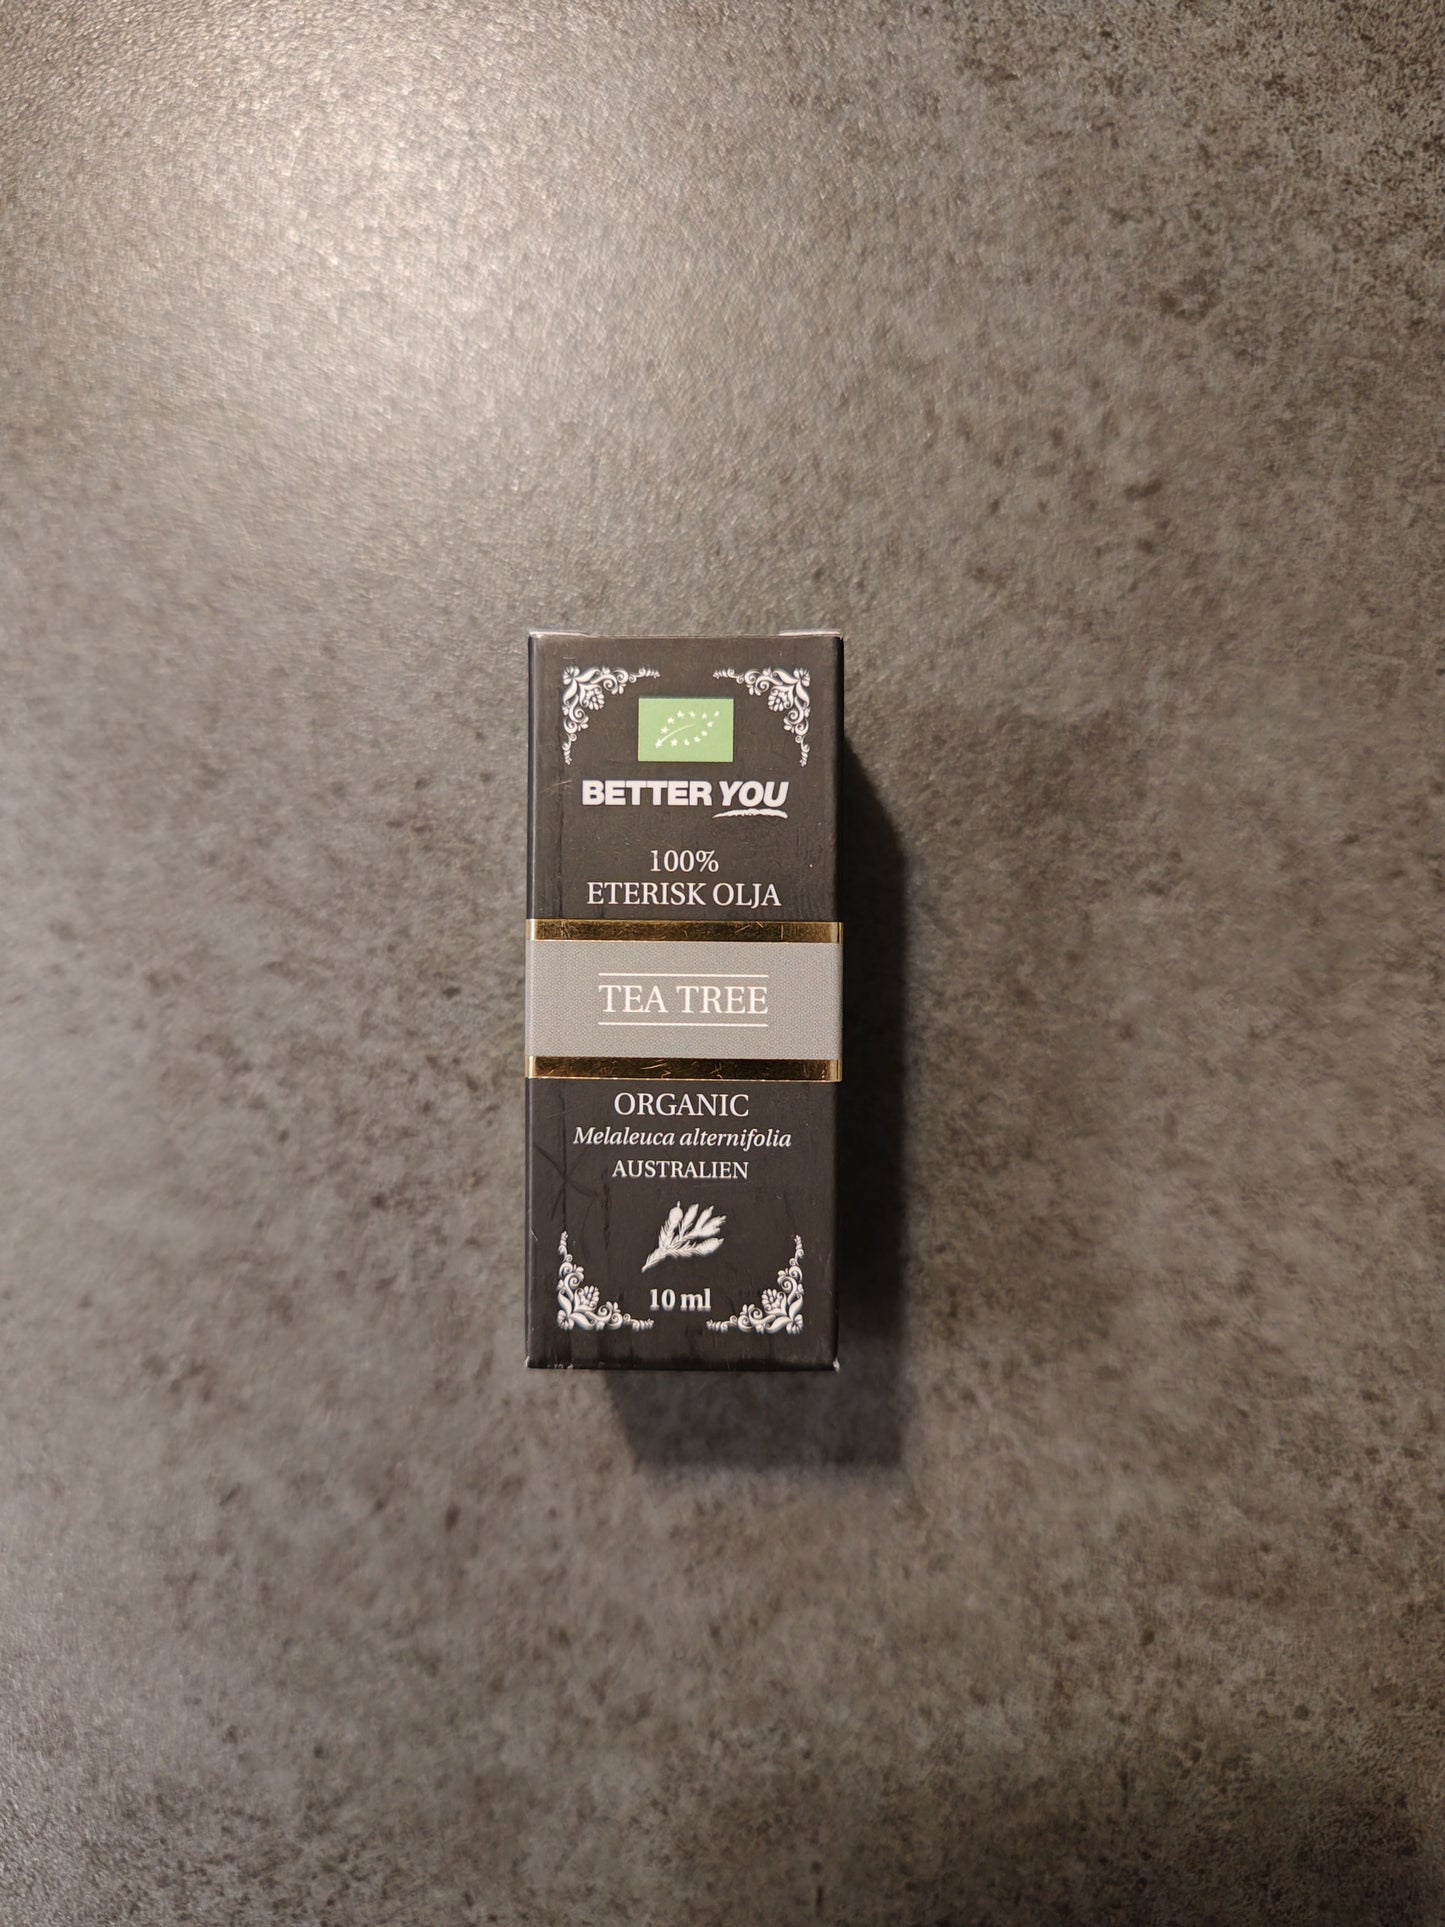 BETTER YOU
100%
ETERISK OLJA
TEA TREE
ORGANIC
Melaleuca alternifolia
AUSTRALIEN
10 ml